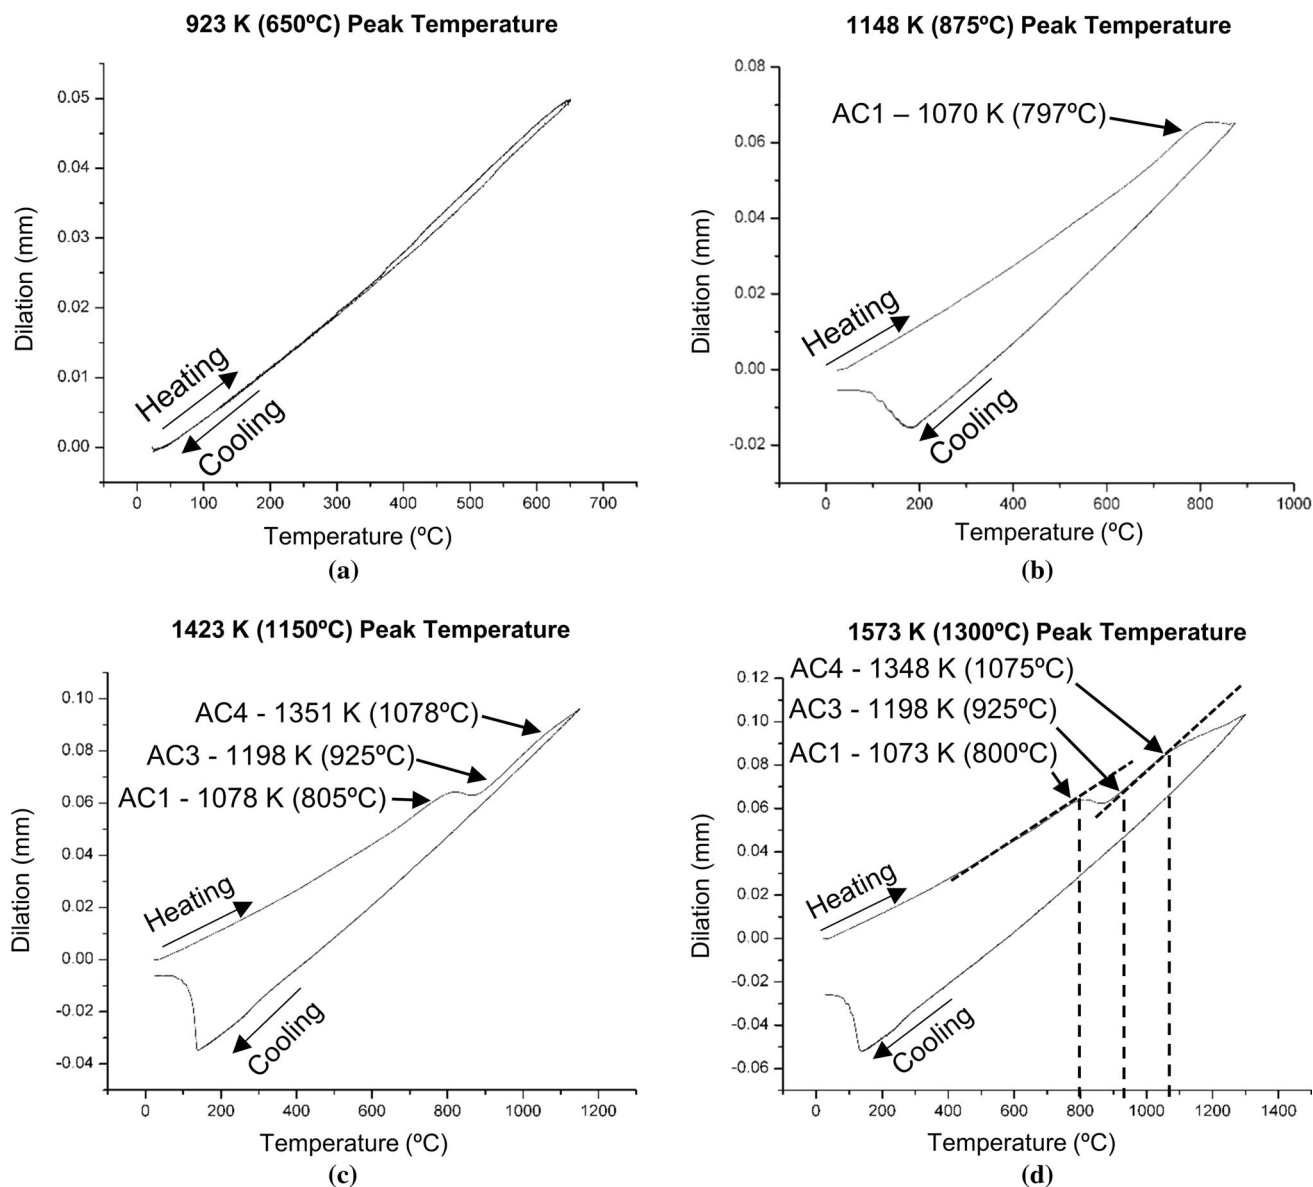 923 K (650ºC) Peak Temperature
0.05
0.04
0.03
0.02
0.01
0.00
Dilation (mm)
Heating
Cooling
0 100 200 300 400 500 600 700
Temperature (ºC)
(a)
1148 K (875ºC) Peak Temperature
0.08
0.06
0.04
0.02
0.00
-0.02
Dilation (mm)
AC1 – 1070 K (797ºC)
Heating
Cooling
0 200 400 600 800 1000
Temperature (ºC)
(b)
1423 K (1150ºC) Peak Temperature
0.10
0.08
0.06
0.04
0.02
0.00
-0.02
-0.04
Dilation (mm)
AC4 - 1351 K (1078ºC)
AC3 - 1198 K (925ºC)
AC1 - 1078 K (805ºC)
Heating
Cooling
0 200 400 600 800 1000 1200
Temperature (ºC)
(c)
1573 K (1300ºC) Peak Temperature
0.12
0.10
0.08
0.06
0.04
0.02
0.00
-0.02
-0.04
-0.06
Dilation (mm)
AC4 - 1348 K (1075ºC)
AC3 - 1198 K (925ºC)
AC1 - 1073 K (800ºC)
Heating
Cooling
0 200 400 600 800 1000 1200 1400
Temperature (ºC)
(d)